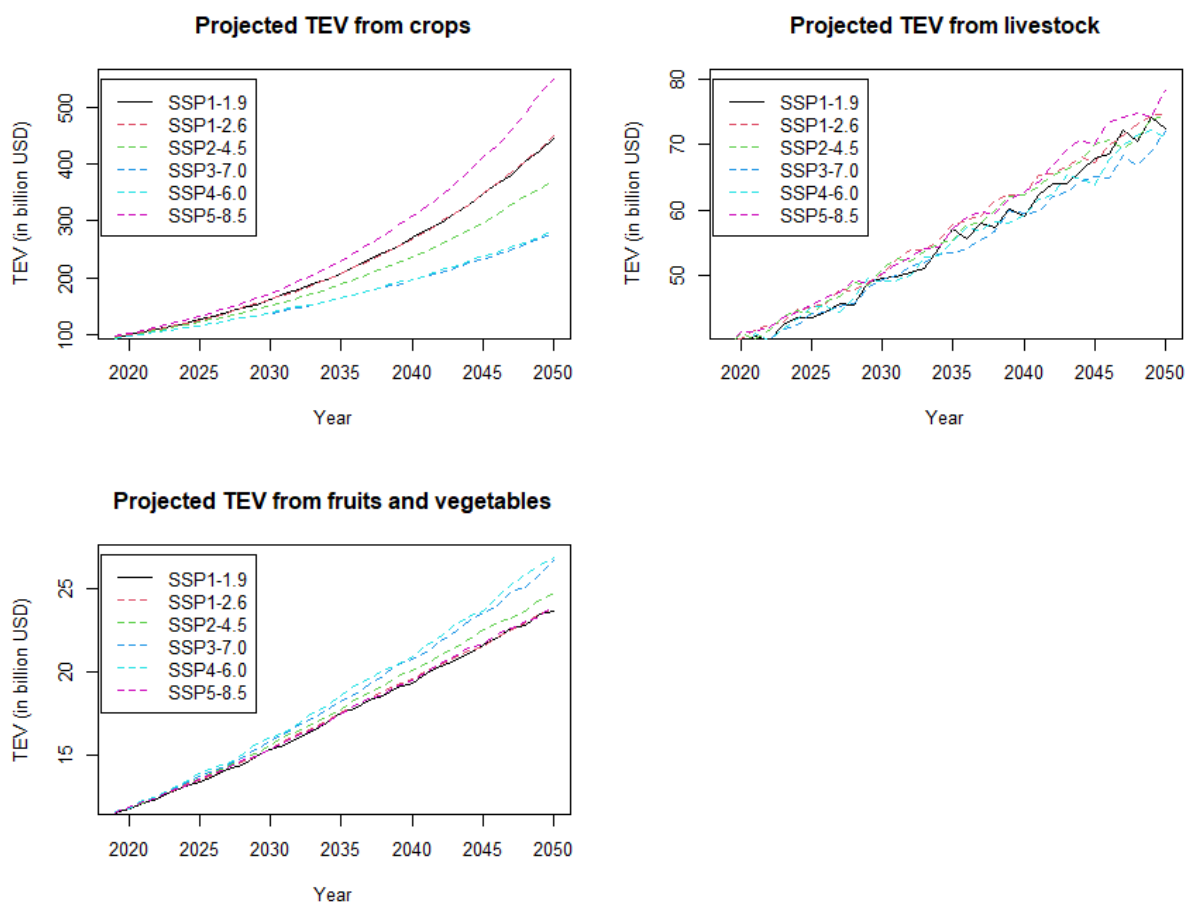 Projected TEV from crops
TEV (in billion USD)
500
400
300
200
100
SSP1-1.9
SSP1-2.6
SSP2-4.5
SSP3-7.0
SSP4-6.0
SSP5-8.5
2020 2025 2030 2035 2040 2045 2050
Year
Projected TEV from livestock
TEV (in billion USD)
80
70
60
50
SSP1-1.9
SSP1-2.6
SSP2-4.5
SSP3-7.0
SSP4-6.0
SSP5-8.5
2020 2025 2030 2035 2040 2045 2050
Year
Projected TEV from fruits and vegetables
TEV (in billion USD)
25
20
15
SSP1-1.9
SSP1-2.6
SSP2-4.5
SSP3-7.0
SSP4-6.0
SSP5-8.5
2020 2025 2030 2035 2040 2045 2050
Year